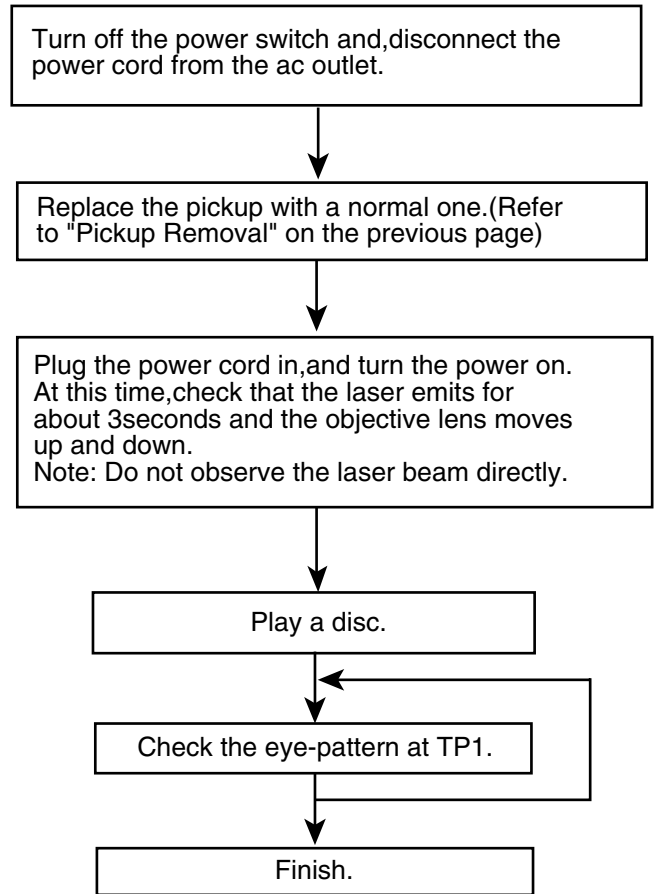 Turn off the power switch and,disconnect the
power cord from the ac outlet.
Replace the pickup with a normal one.(Refer
to "Pickup Removal" on the previous page)
Plug the power cord in,and turn the power on.
At this time,check that the laser emits for
about 3seconds and the objective lens moves
up and down.
Note: Do not observe the laser beam directly.
Play a disc.
Check the eye-pattern at TP1.
Finish.